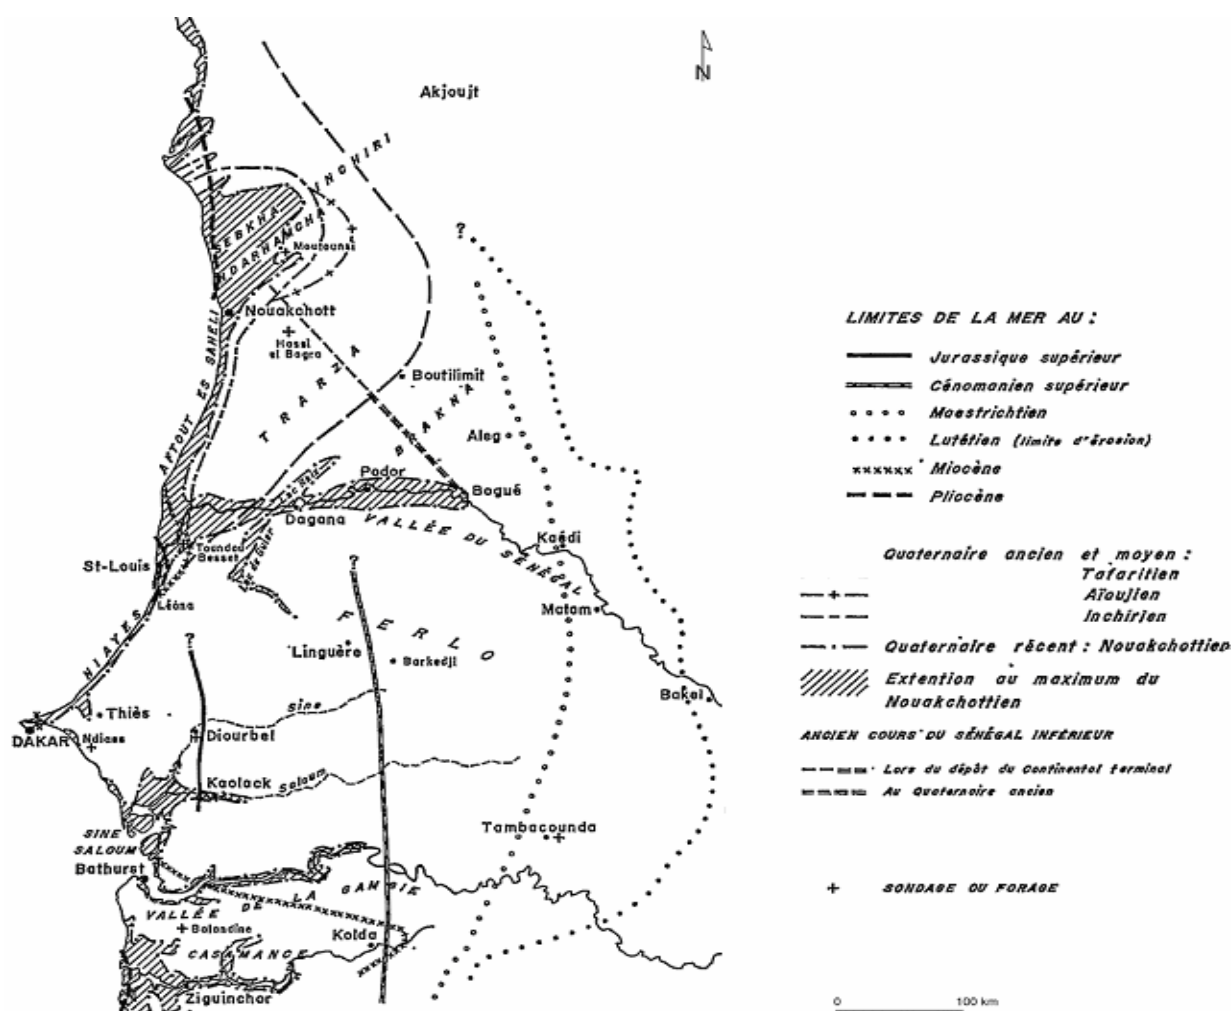 N
Akjoujt
INCHIRI
SEBKHA
NDARHAMCHA
Moutounsi
?
Nouakchott
Hassi
el Bagra
AFTOUT ES SAHELI
TRARZA
Boutilimit
BRAKNA
Aleg
Podor
Bogué
Dagana
VALLÉE DU SÉNÉGAL
Kaédi
Toundou
Besset
St-Louis
Léona
?
Matam
FERLO
NIAYES
?
Linguère
Barkedji
Bakel
Thiès
Sine
DAKAR
Ndiass
Diourbel
Kaolack
Saloum
SINE
SALOUM
Tambacounda
Bathurst
VALLÉE DE LA GAMBIE
Kolda
CASAMANCE
Ziguinchor
LIMITES DE LA MER AU :
Jurassique supérieur
Cénomanien supérieur
Maestrichtien
Lutétien (limite d'érosion)
Miocène
Pliocène
Quaternaire ancien et moyen :
Tafaritien
Aïoujien
Inchirien
Quaternaire récent : Nouakchottien
Extention au maximum du
Nouakchottien
ANCIEN COURS DU SÉNÉGAL INFÉRIEUR
Lors du dépôt du Continental terminal
Au Quaternaire ancien
SONDAGE OU FORAGE
0 100 km